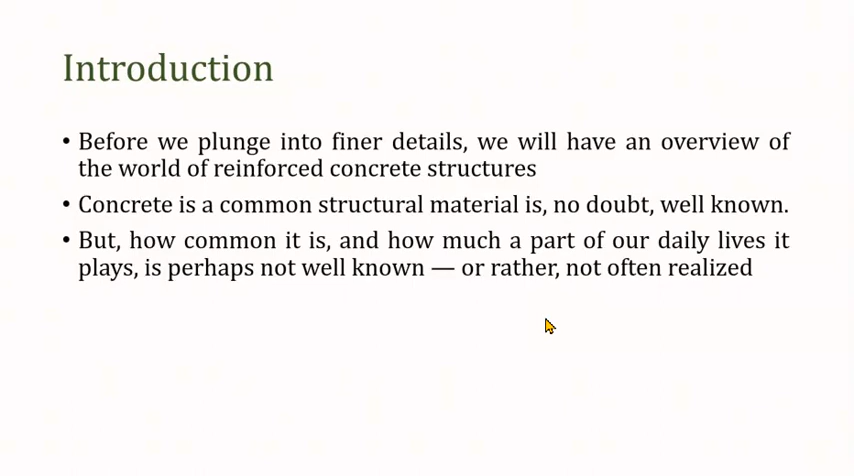 Introduction
• Before we plunge into finer details, we will have an overview of
the world of reinforced concrete structures
• Concrete is a common structural material is, no doubt, well known.
• But, how common it is, and how much a part of our daily lives it
plays, is perhaps not well known — or rather, not often realized